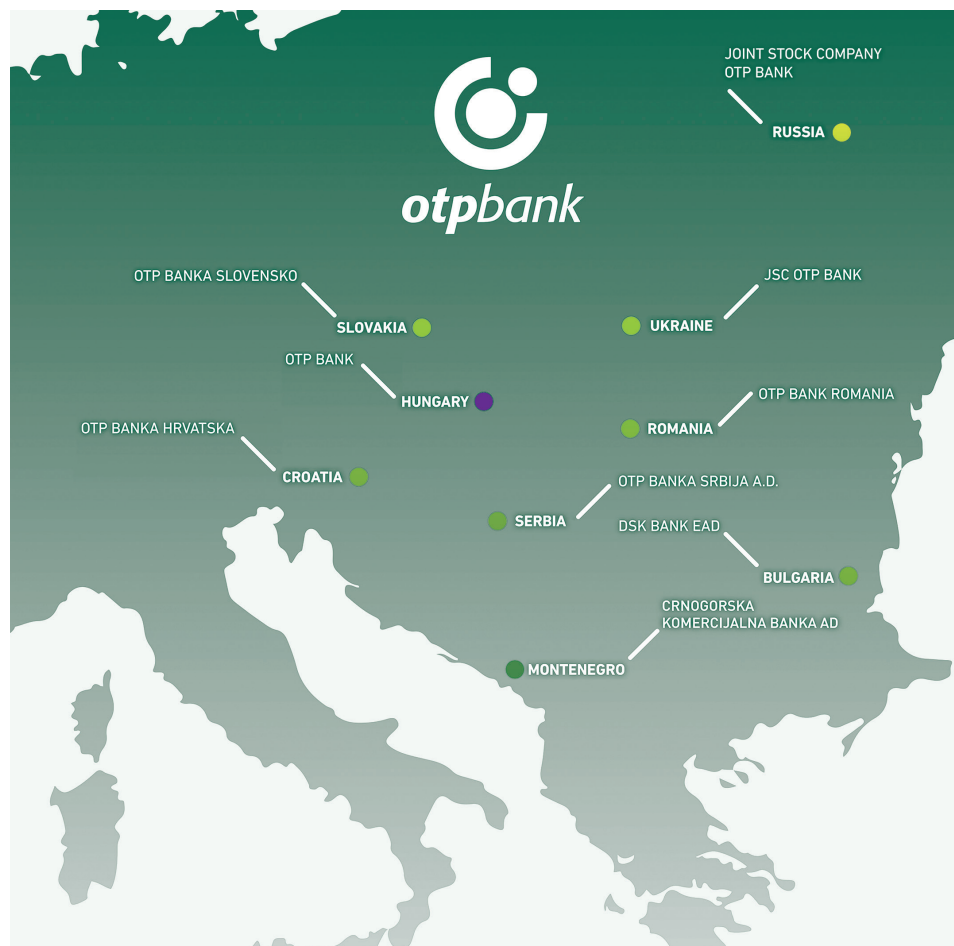 JOINT STOCK COMPANY
OTP BANK
RUSSIA
otpbank
OTP BANKA SLOVENSKO
SLOVAKIA
JSC OTP BANK
UKRAINE
OTP BANK
HUNGARY
OTP BANK ROMANIA
ROMANIA
OTP BANKA HRVATSKA
CROATIA
OTP BANKA SRBIJA A.D.
SERBIA
DSK BANK EAD
BULGARIA
CRNOGORSKA
KOMERCIJALNA BANKA AD
MONTENEGRO